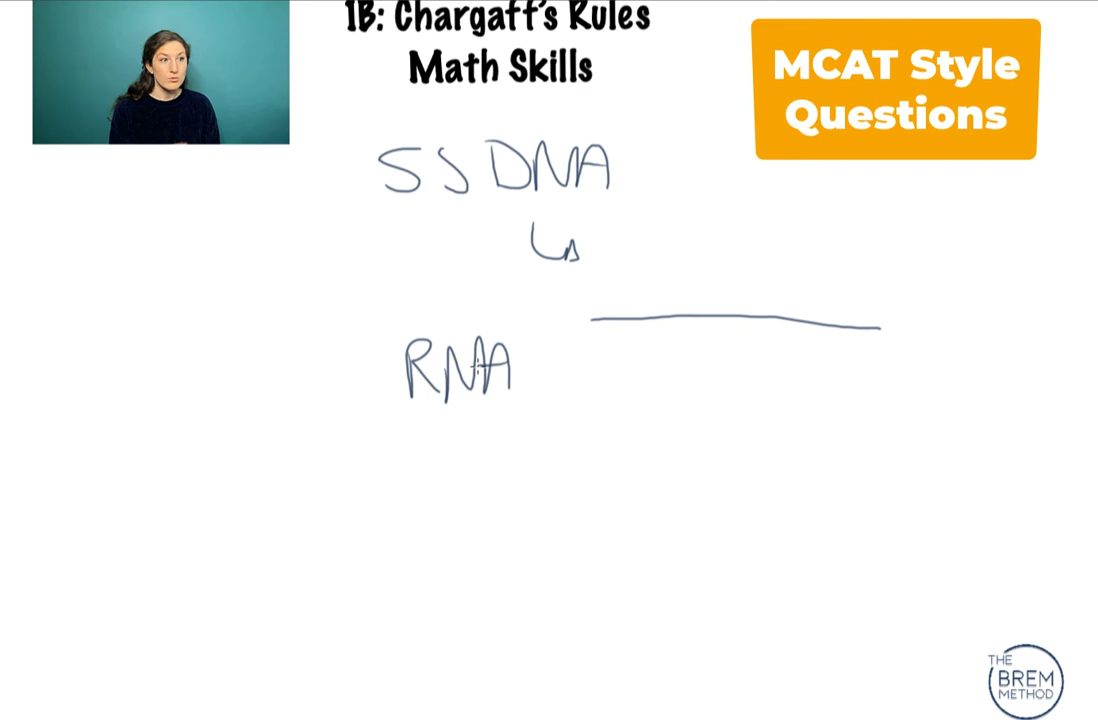 1B: Chargaff's Rules
Math Skills
MCAT Style
Questions
SS DNA
RNA
THE
BREM
METHOD